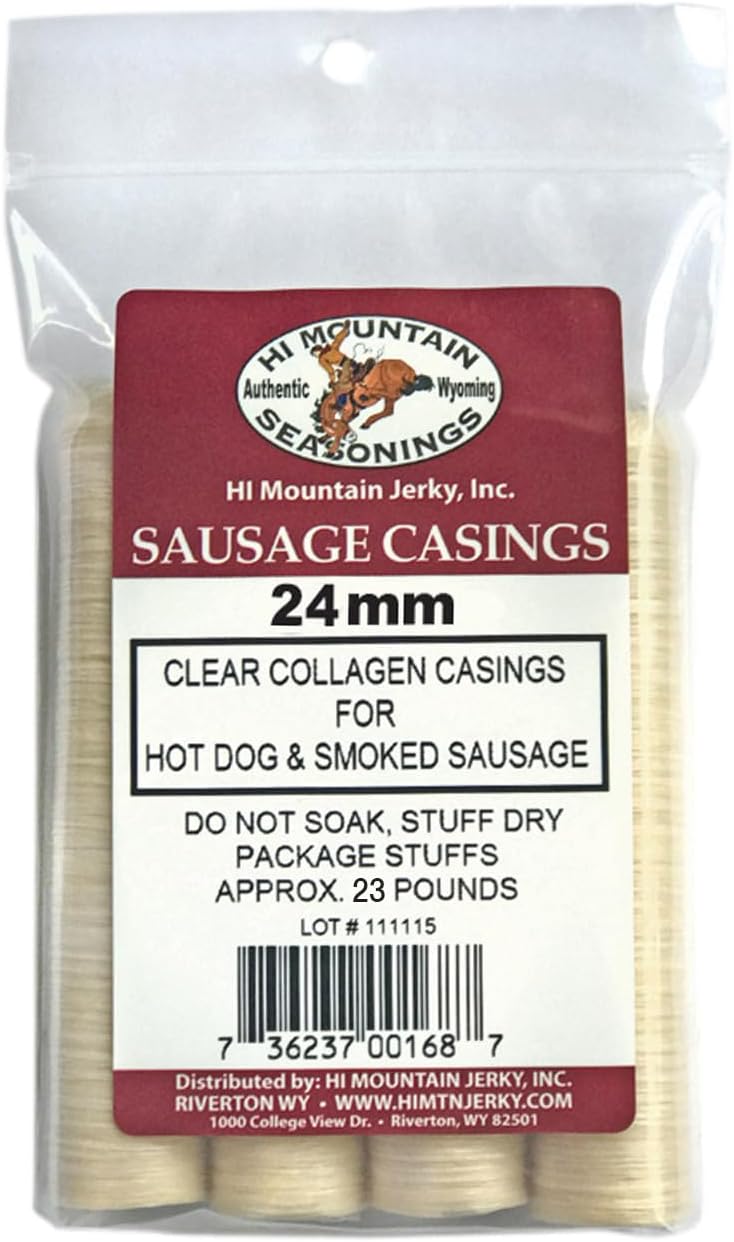 HI MOUNTAIN
Authentic Wyoming
SEASONINGS
HI Mountain Jerky, Inc.
SAUSAGE CASINGS
24mm
CLEAR COLLAGEN CASINGS
FOR
HOT DOG & SMOKED SAUSAGE
DO NOT SOAK, STUFF DRY
PACKAGE STUFFS
APPROX. 23 POUNDS
LOT # 111115
7 36237 00168 7
Distributed by: HI MOUNTAIN JERKY, INC.
RIVERTON WY • WWW.HIMTNJERKY.COM
1000 College View Dr. • Riverton, WY 82501